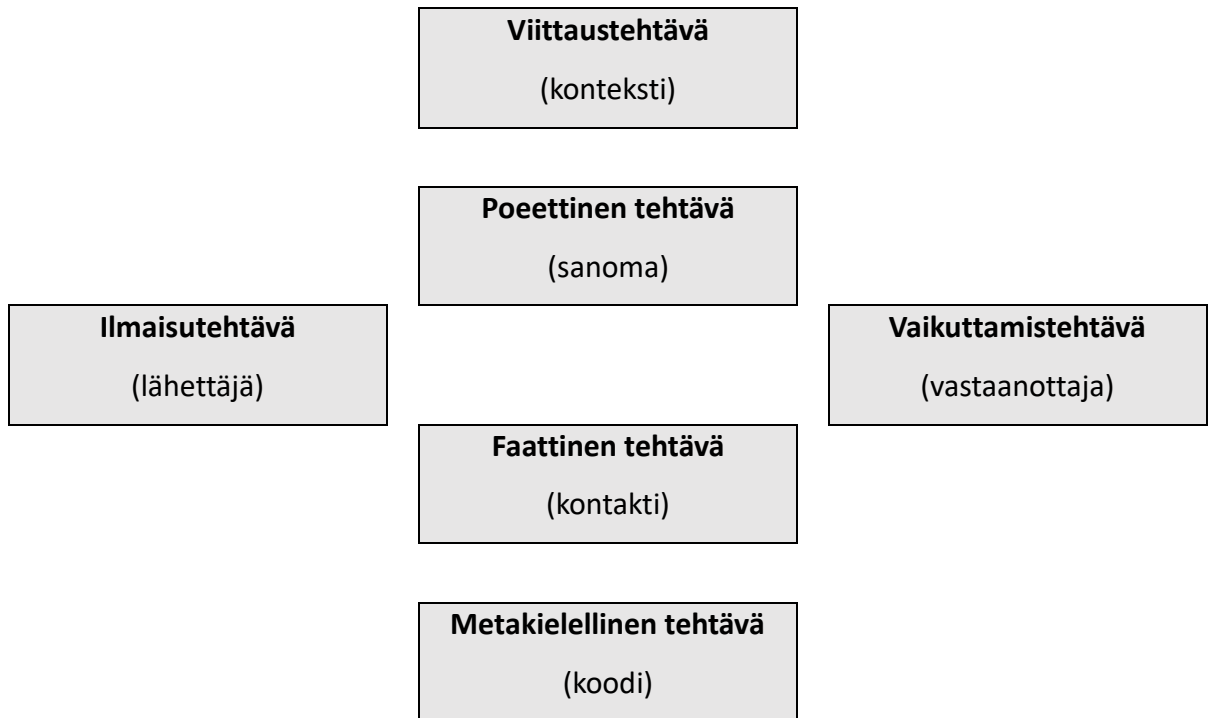 Viittaustehtävä
(konteksti)
Poeettinen tehtävä
(sanoma)
Ilmaisutehtävä
(lähettäjä)
Vaikuttamistehtävä
(vastaanottaja)
Faattinen tehtävä
(kontakti)
Metakielellinen tehtävä
(koodi)